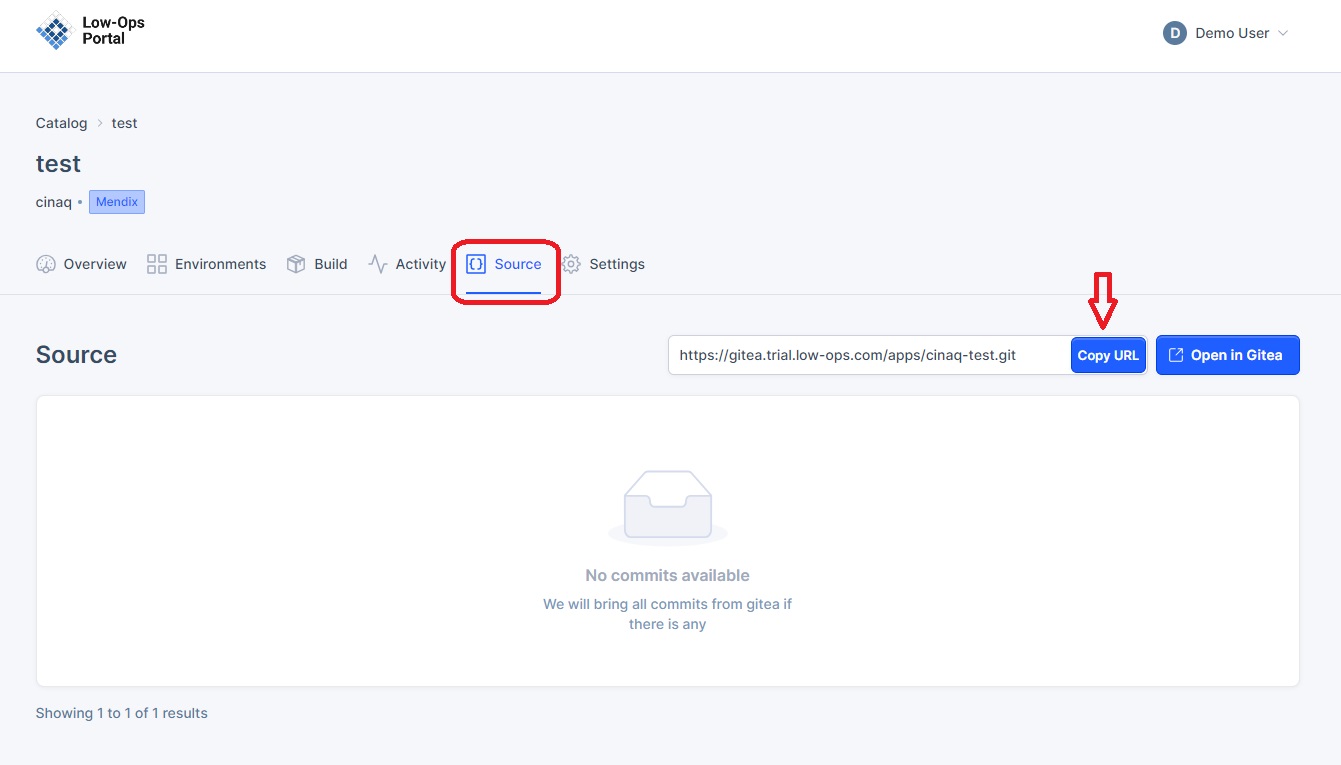 Low-Ops
Portal
D Demo User
Catalog > test
test
cinaq • Mendix
Overview Environments Build Activity Source Settings
Source
https://gitea.trial.low-ops.com/apps/cinaq-test.git Copy URL Open in Gitea
No commits available
We will bring all commits from gitea if
there is any
Showing 1 to 1 of 1 results